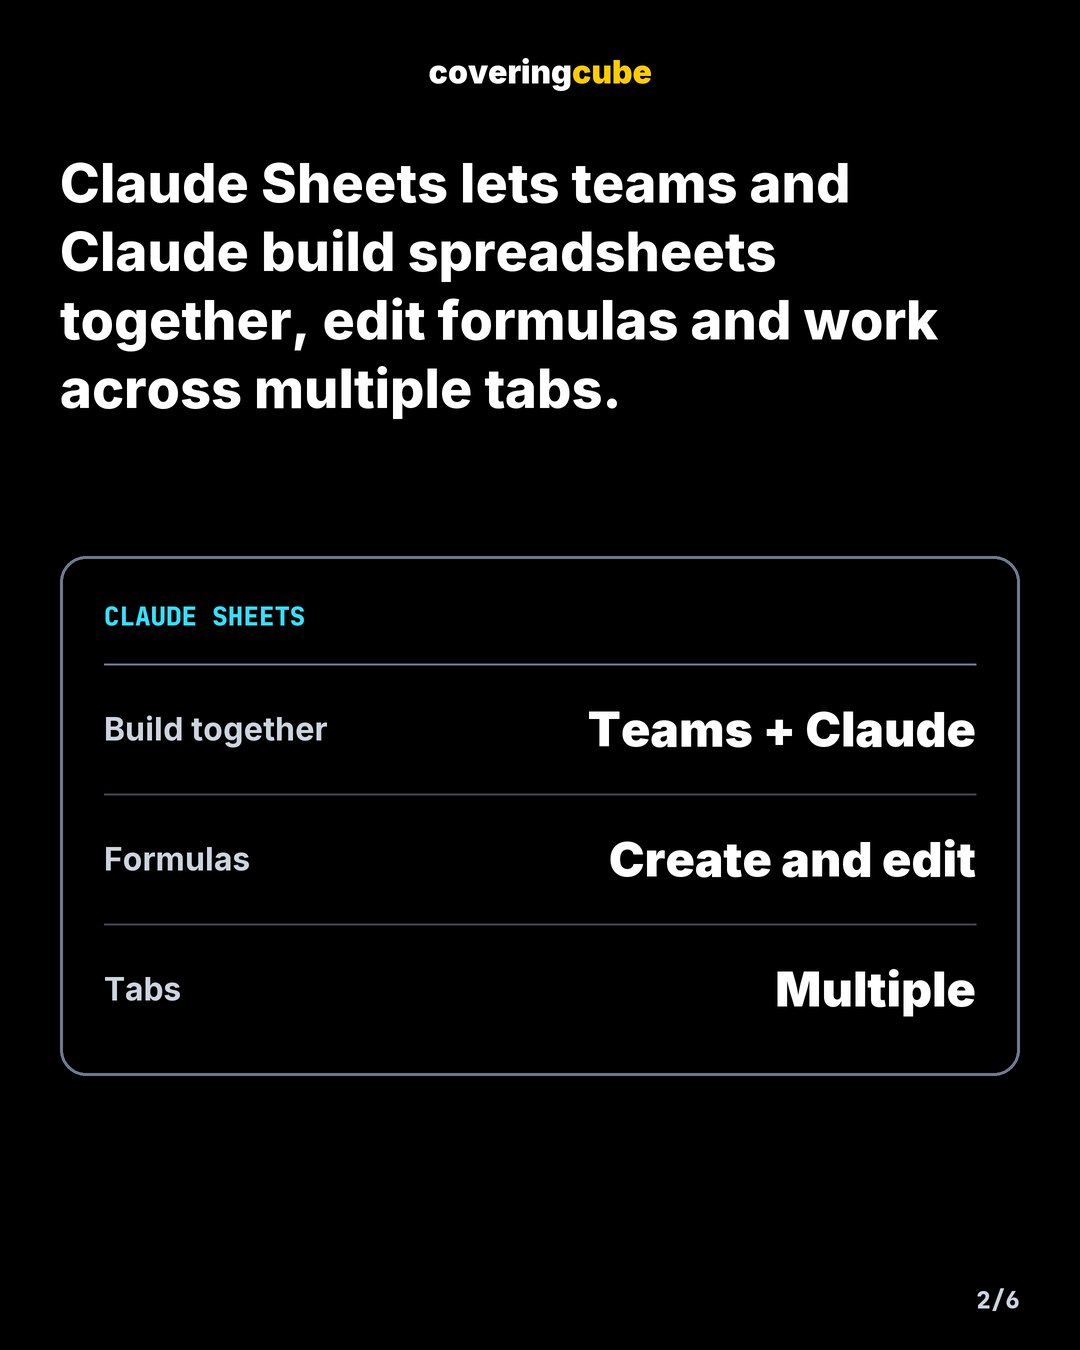 coveringcube
Claude Sheets lets teams and
Claude build spreadsheets
together, edit formulas and work
across multiple tabs.
CLAUDE SHEETS
Build together
Teams + Claude
Formulas
Create and edit
Tabs
Multiple
2/6